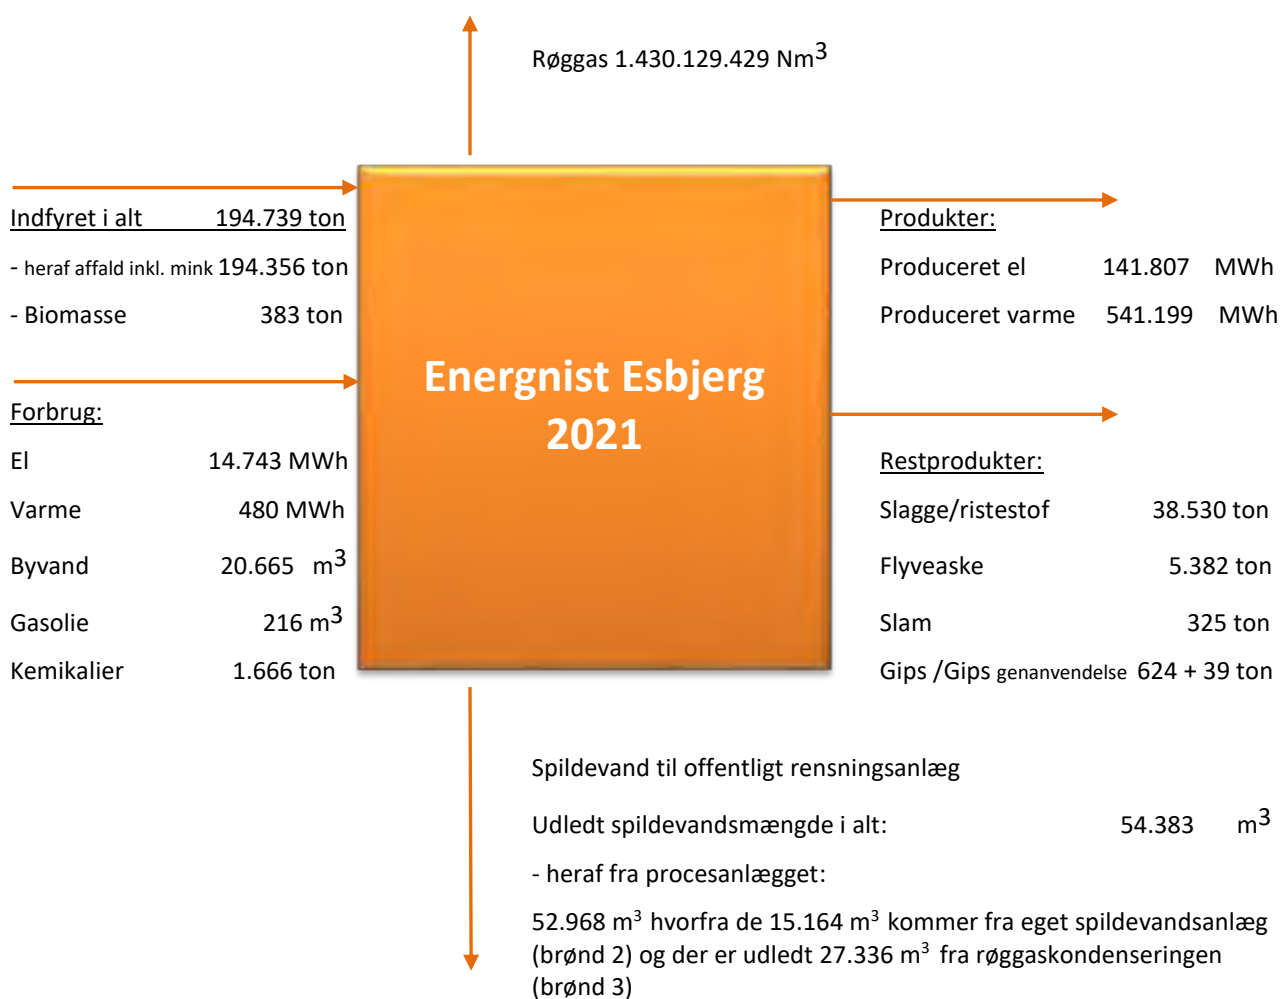 Røggas 1.430.129.429 Nm³
Indfyret i alt 194.739 ton
- heraf affald inkl. mink 194.356 ton
- Biomasse 383 ton
Forbrug:
El 14.743 MWh
Varme 480 MWh
Byvand 20.665 m³
Gasolie 216 m³
Kemikalier 1.666 ton
Energnist Esbjerg
2021
Produkter:
Produceret el 141.807 MWh
Produceret varme 541.199 MWh
Restprodukter:
Slagge/ristestof 38.530 ton
Flyveaske 5.382 ton
Slam 325 ton
Gips /Gips genanvendelse 624 + 39 ton
Spildevand til offentligt rensningsanlæg
Udledt spildevandsmængde i alt: 54.383 m³
- heraf fra procesanlægget:
52.968 m³ hvorfra de 15.164 m³ kommer fra eget spildevandsanlæg
(brønd 2) og der er udledt 27.336 m³ fra røggaskondenseringen
(brønd 3)